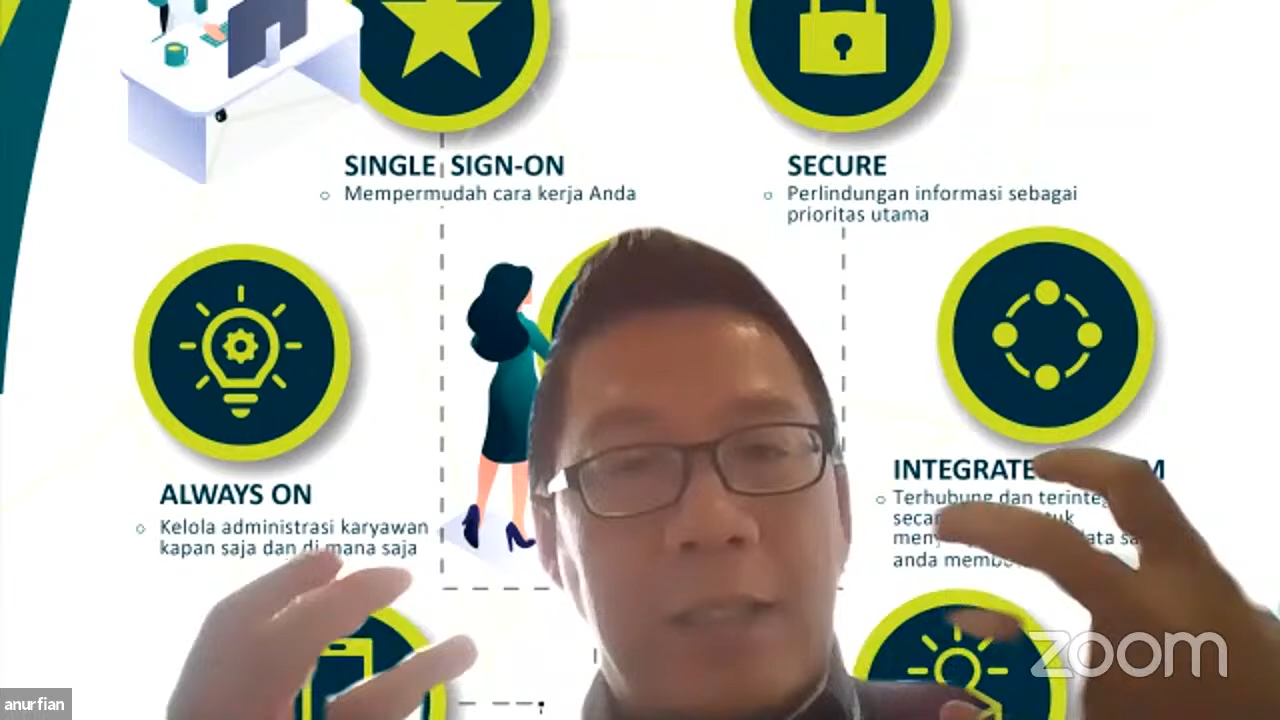 SINGLE SIGN-ON
Mempermudah cara kerja Anda
SECURE
Perlindungan informasi sebagai
prioritas utama
ALWAYS ON
Kelola administrasi karyawan
kapan saja dan di mana saja
Terhubung dan
anda
zoom
anurfian